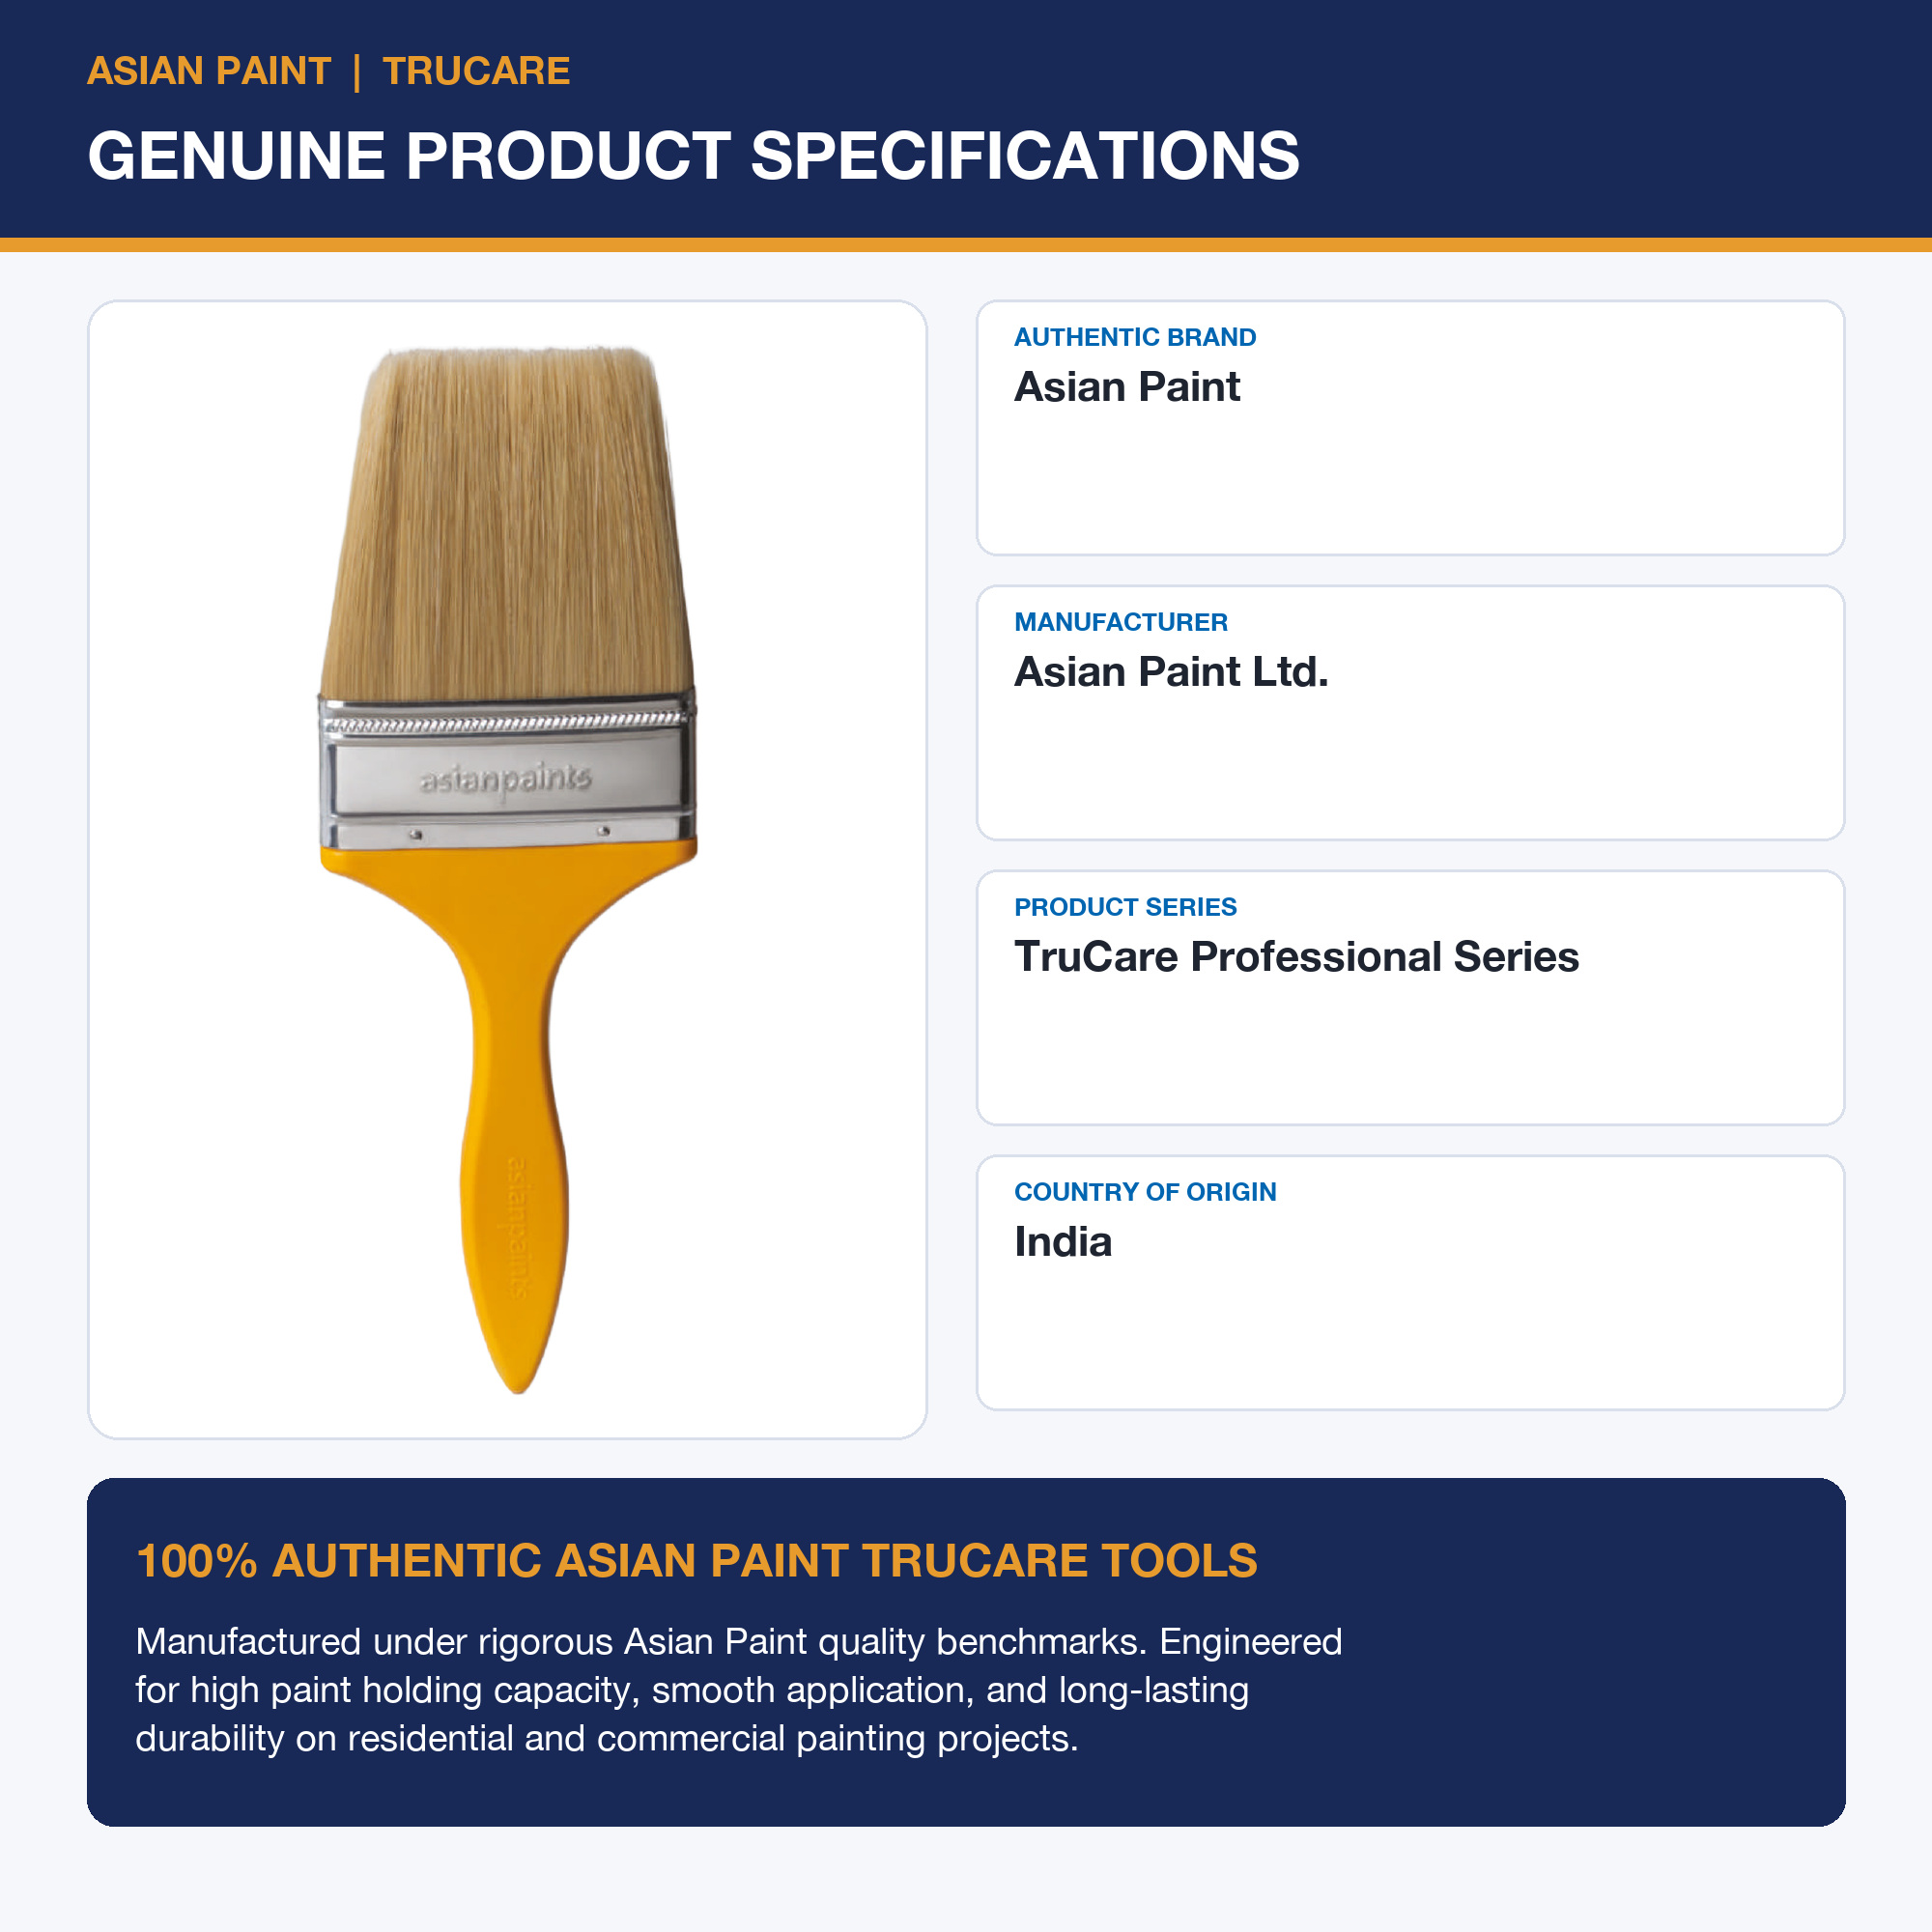 ASIAN PAINT | TRUCARE
GENUINE PRODUCT SPECIFICATIONS
asianpaints
asianpaints
AUTHENTIC BRAND
Asian Paint
MANUFACTURER
Asian Paint Ltd.
PRODUCT SERIES
TruCare Professional Series
COUNTRY OF ORIGIN
India
100% AUTHENTIC ASIAN PAINT TRUCARE TOOLS
Manufactured under rigorous Asian Paint quality benchmarks. Engineered
for high paint holding capacity, smooth application, and long-lasting
durability on residential and commercial painting projects.